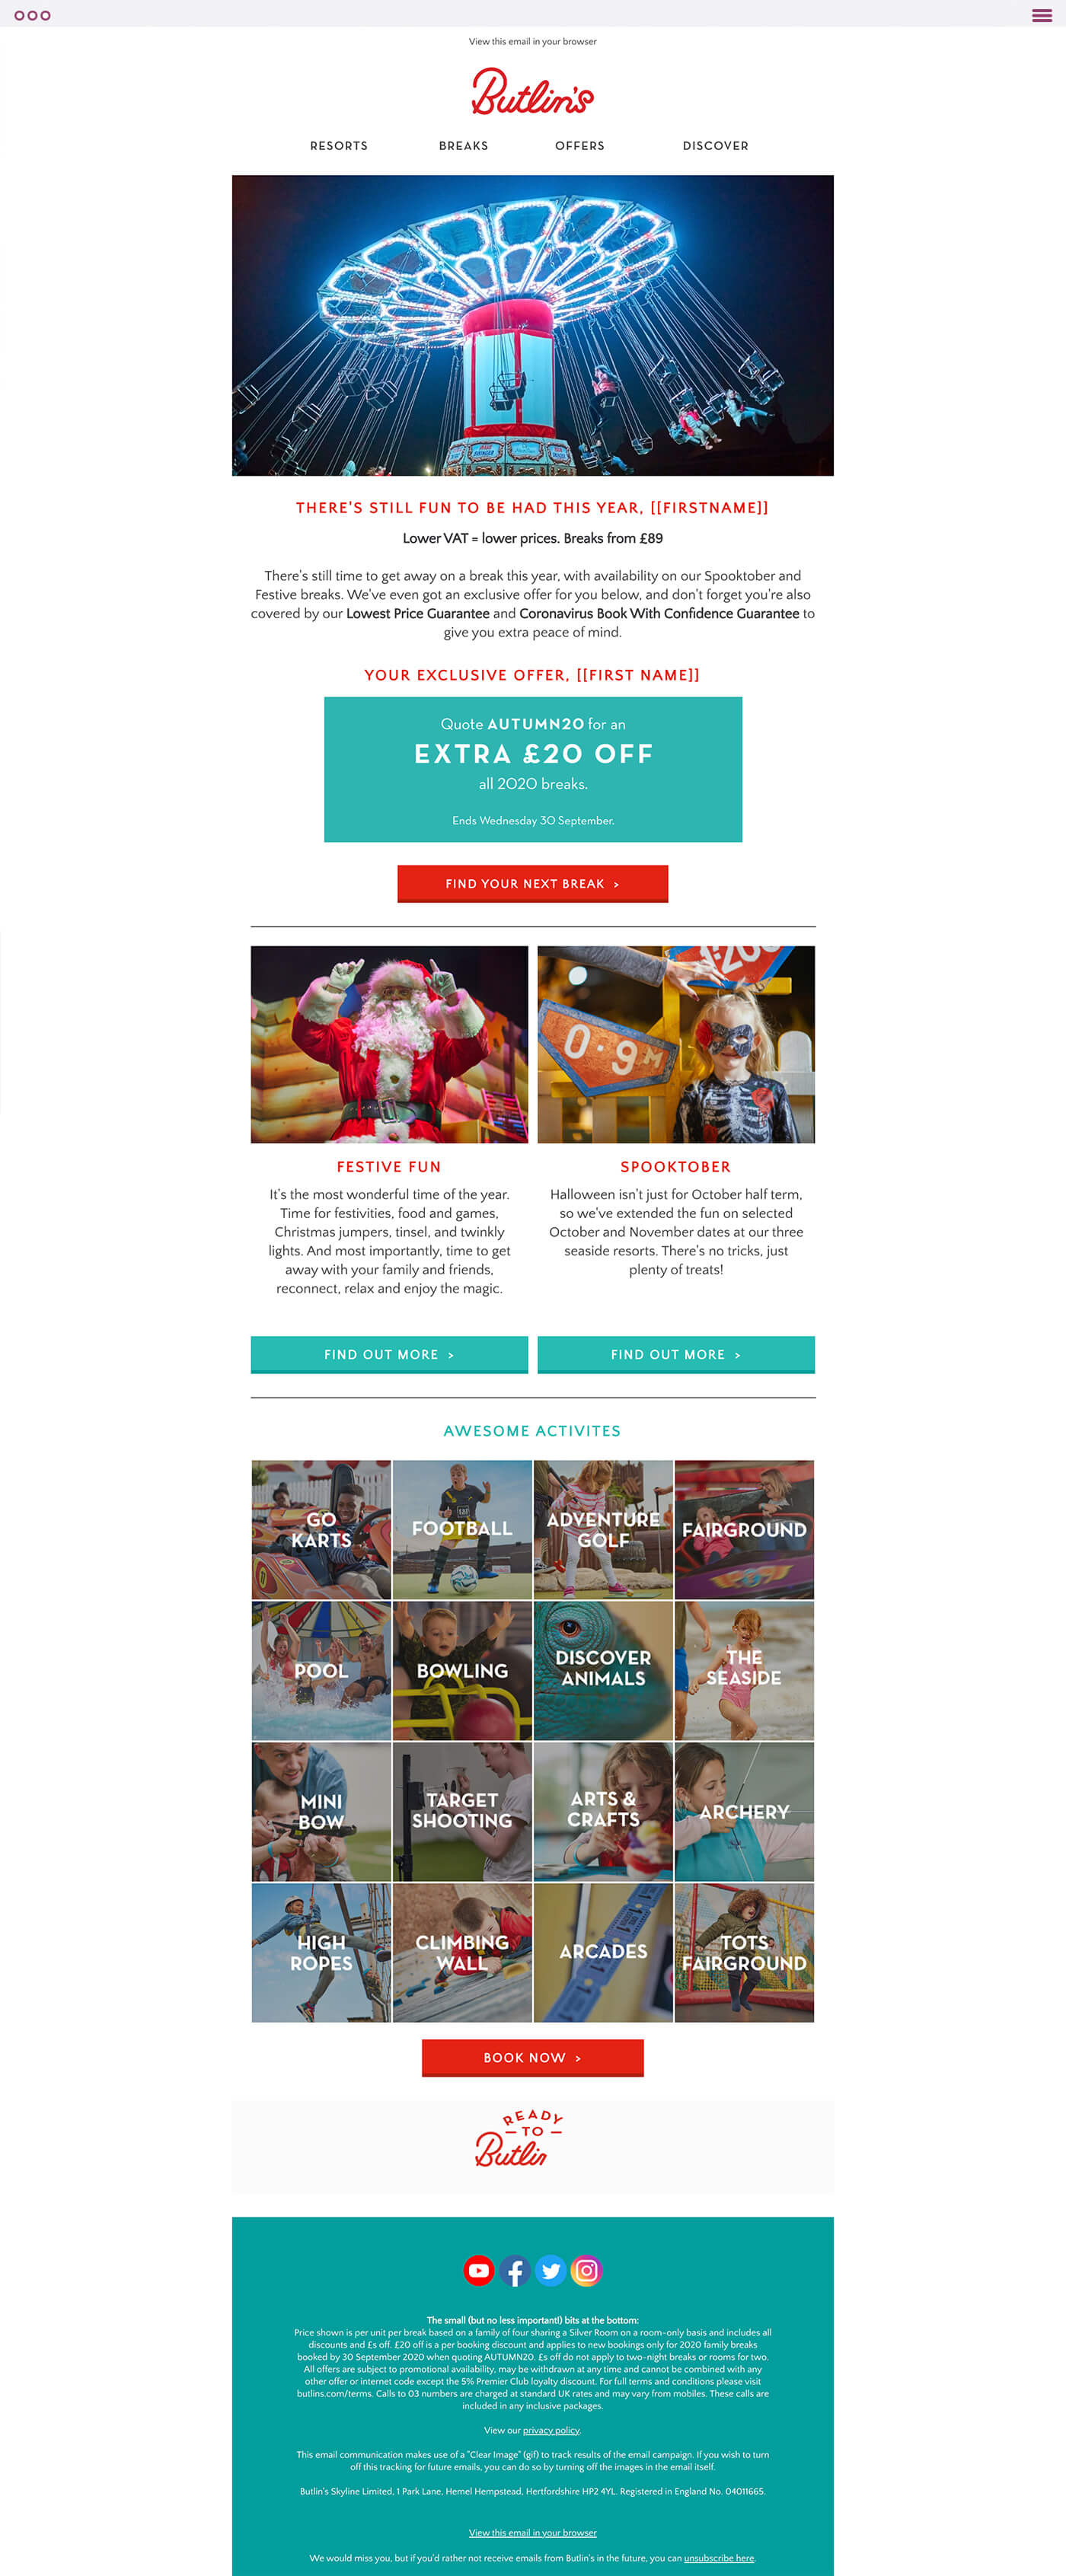 View this email in your browser
Butlin's
RESORTS BREAKS OFFERS DISCOVER
THERE'S STILL FUN TO BE HAD THIS YEAR, [[FIRSTNAME]]
Lower VAT = lower prices. Breaks from £89
There's still time to get away on a break this year, with availability on our Spooktober and
Festive breaks. We've even got an exclusive offer for you below, and don't forget you're also
covered by our Lowest Price Guarantee and Coronavirus Book With Confidence Guarantee to
give you extra peace of mind.
YOUR EXCLUSIVE OFFER, [[FIRST NAME]]
Quote AUTUMN20 for an
EXTRA £20 OFF
all 2020 breaks.
Ends Wednesday 30 September.
FIND YOUR NEXT BREAK >
0·9M
FESTIVE FUN
It's the most wonderful time of the year.
Time for festivities, food and games,
Christmas jumpers, tinsel, and twinkly
lights. And most importantly, time to get
away with your family and friends,
reconnect, relax and enjoy the magic.
FIND OUT MORE >
SPOOKTOBER
Halloween isn't just for October half term,
so we've extended the fun on selected
October and November dates at our three
seaside resorts. There's no tricks, just
plenty of treats!
FIND OUT MORE >
AWESOME ACTIVITES
GO
KARTS
FOOTBALL
ADVENTURE
GOLF
FAIRGROUND
POOL
BOWLING
DISCOVER
ANIMALS
THE
SEASIDE
MINI
BOW
TARGET
SHOOTING
ARTS &
CRAFTS
ARCHERY
HIGH
ROPES
CLIMBING
WALL
ARCADES
TOTS
FAIRGROUND
BOOK NOW >
READY
– TO –
Butlin
The small (but no less important!) bits at the bottom:
Price shown is per unit per break based on a family of four sharing a Silver Room on a room-only basis and includes all
discounts and £s off. £20 off is a per booking discount and applies to new bookings only for 2020 family breaks
booked by 30 September 2020 when quoting AUTUMN20. £s off do not apply to two-night breaks or rooms for two.
All offers are subject to promotional availability, may be withdrawn at any time and cannot be combined with any
other offer or internet code except the 5% Premier Club loyalty discount. For full terms and conditions please visit
butlins.com/terms. Calls to 03 numbers are charged at standard UK rates and may vary from mobiles. These calls are
included in any inclusive packages.
View our privacy policy.
This email communication makes use of a "Clear Image" (gif) to track results of the email campaign. If you wish to turn
off this tracking for future emails, you can do so by turning off the images in the email itself.
Butlin's Skyline Limited, 1 Park Lane, Hemel Hempstead, Hertfordshire HP2 4YL. Registered in England No. 04011665.
View this email in your browser
We would miss you, but if you'd rather not receive emails from Butlin's in the future, you can unsubscribe here.